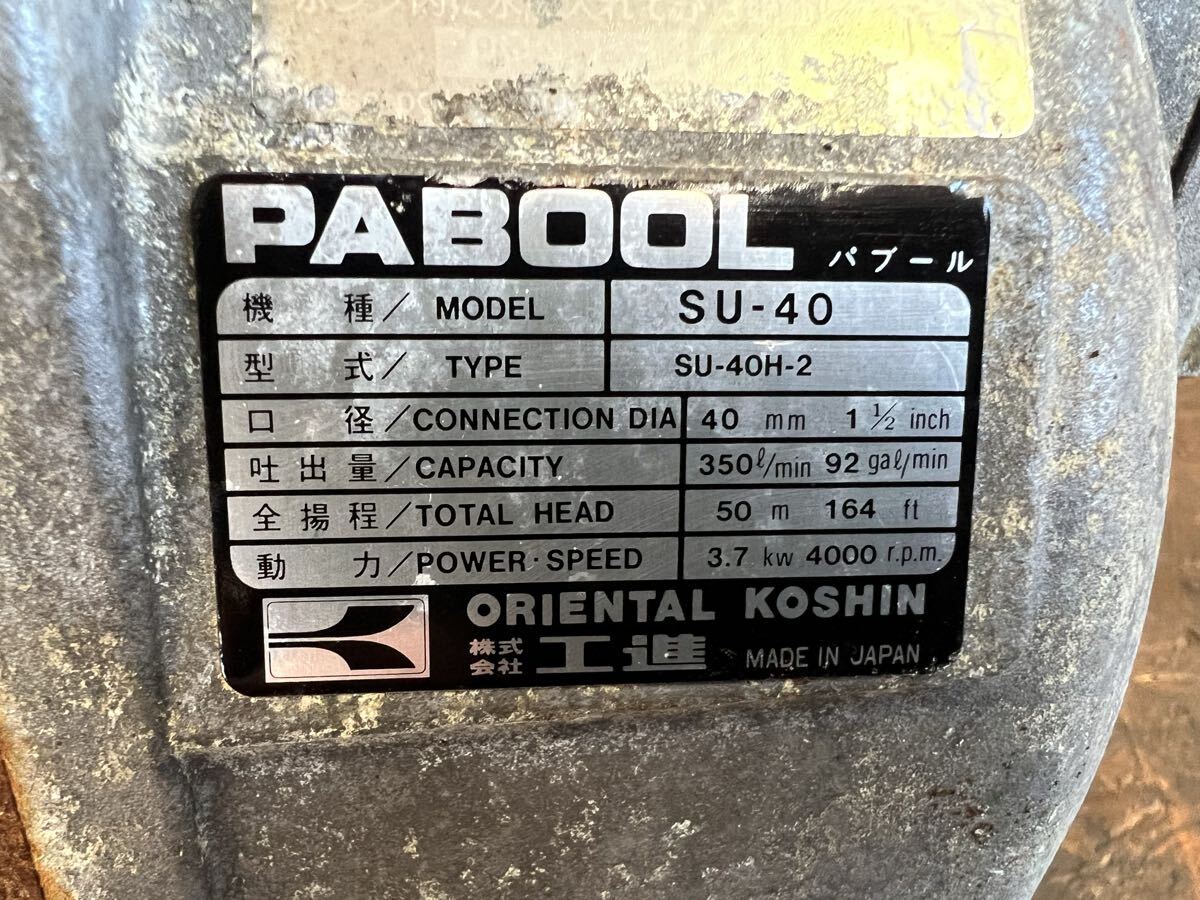 PABOOL パブール
機種/MODEL SU-40
型式/TYPE SU-40H-2
口径/CONNECTION DIA 40 mm 1 1/2 inch
吐出量/CAPACITY 350ℓ/min 92 gaℓ/min
全揚程/TOTAL HEAD 50 m 164 ft
動力/POWER・SPEED 3.7 kw 4000 r.p.m.
ORIENTAL KOSHIN
株式会社 工進 MADE IN JAPAN